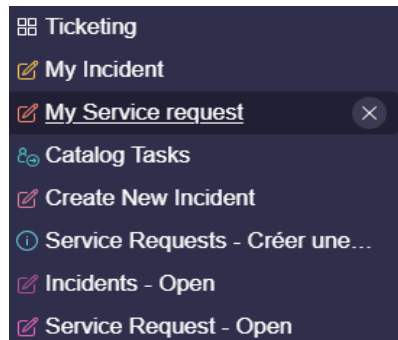 Ticketing
My Incident
My Service request
Catalog Tasks
Create New Incident
Service Requests - Créer une...
Incidents - Open
Service Request - Open